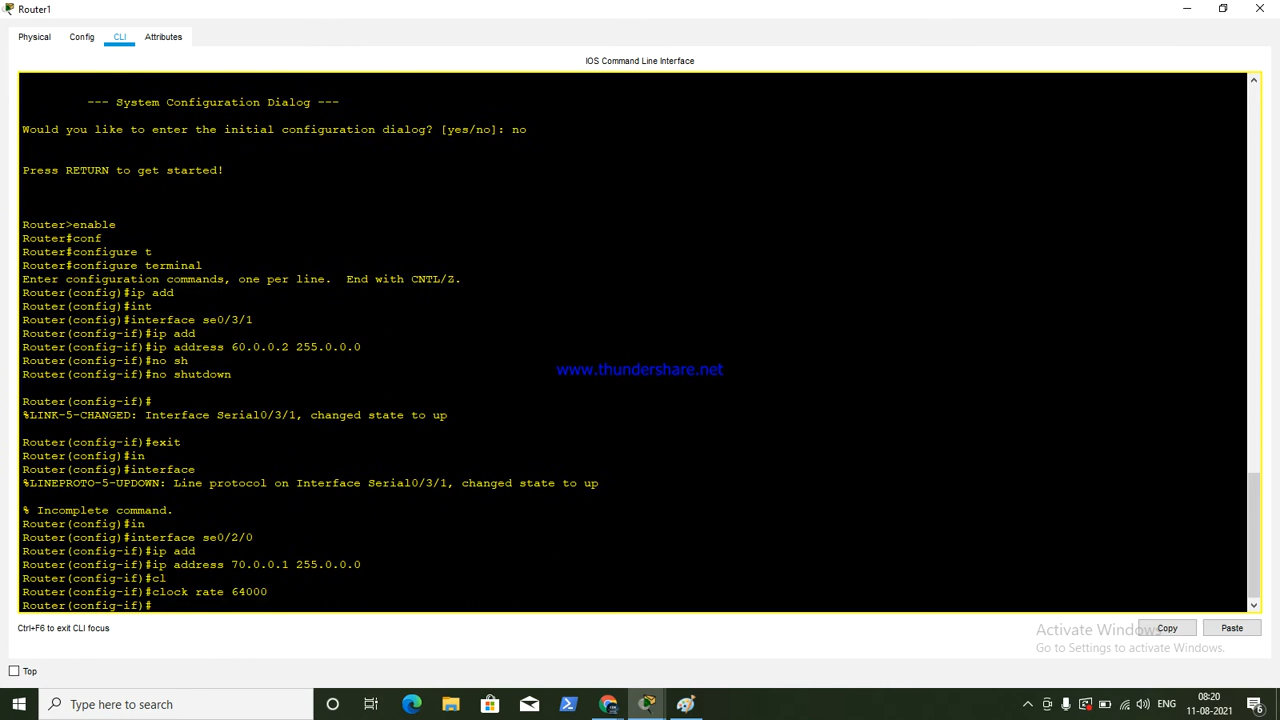 Router1
Physical Config CLI Attributes
IOS Command Line Interface
--- System Configuration Dialog ---
Would you like to enter the initial configuration dialog? [yes/no]: no
Press RETURN to get started!
Router>enable
Router#conf
Router#configure t
Router#configure terminal
Enter configuration commands, one per line.  End with CNTL/Z.
Router(config)#ip add
Router(config)#int
Router(config)#interface se0/3/1
Router(config-if)#ip add
Router(config-if)#ip address 60.0.0.2 255.0.0.0
Router(config-if)#no sh
Router(config-if)#no shutdown
www.thundershare.net
Router(config-if)#
%LINK-5-CHANGED: Interface Serial0/3/1, changed state to up
Router(config-if)#exit
Router(config)#in
Router(config)#interface
%LINEPROTO-5-UPDOWN: Line protocol on Interface Serial0/3/1, changed state to up
% Incomplete command.
Router(config)#in
Router(config)#interface se0/2/0
Router(config-if)#ip add
Router(config-if)#ip address 70.0.0.1 255.0.0.0
Router(config-if)#cl
Router(config-if)#clock rate 64000
Router(config-if)#
Ctrl+F6 to exit CLI focus
Copy Paste
Activate Windows
Go to Settings to activate Windows.
Top
Type here to search
ENG
08:20
11-08-2021
6